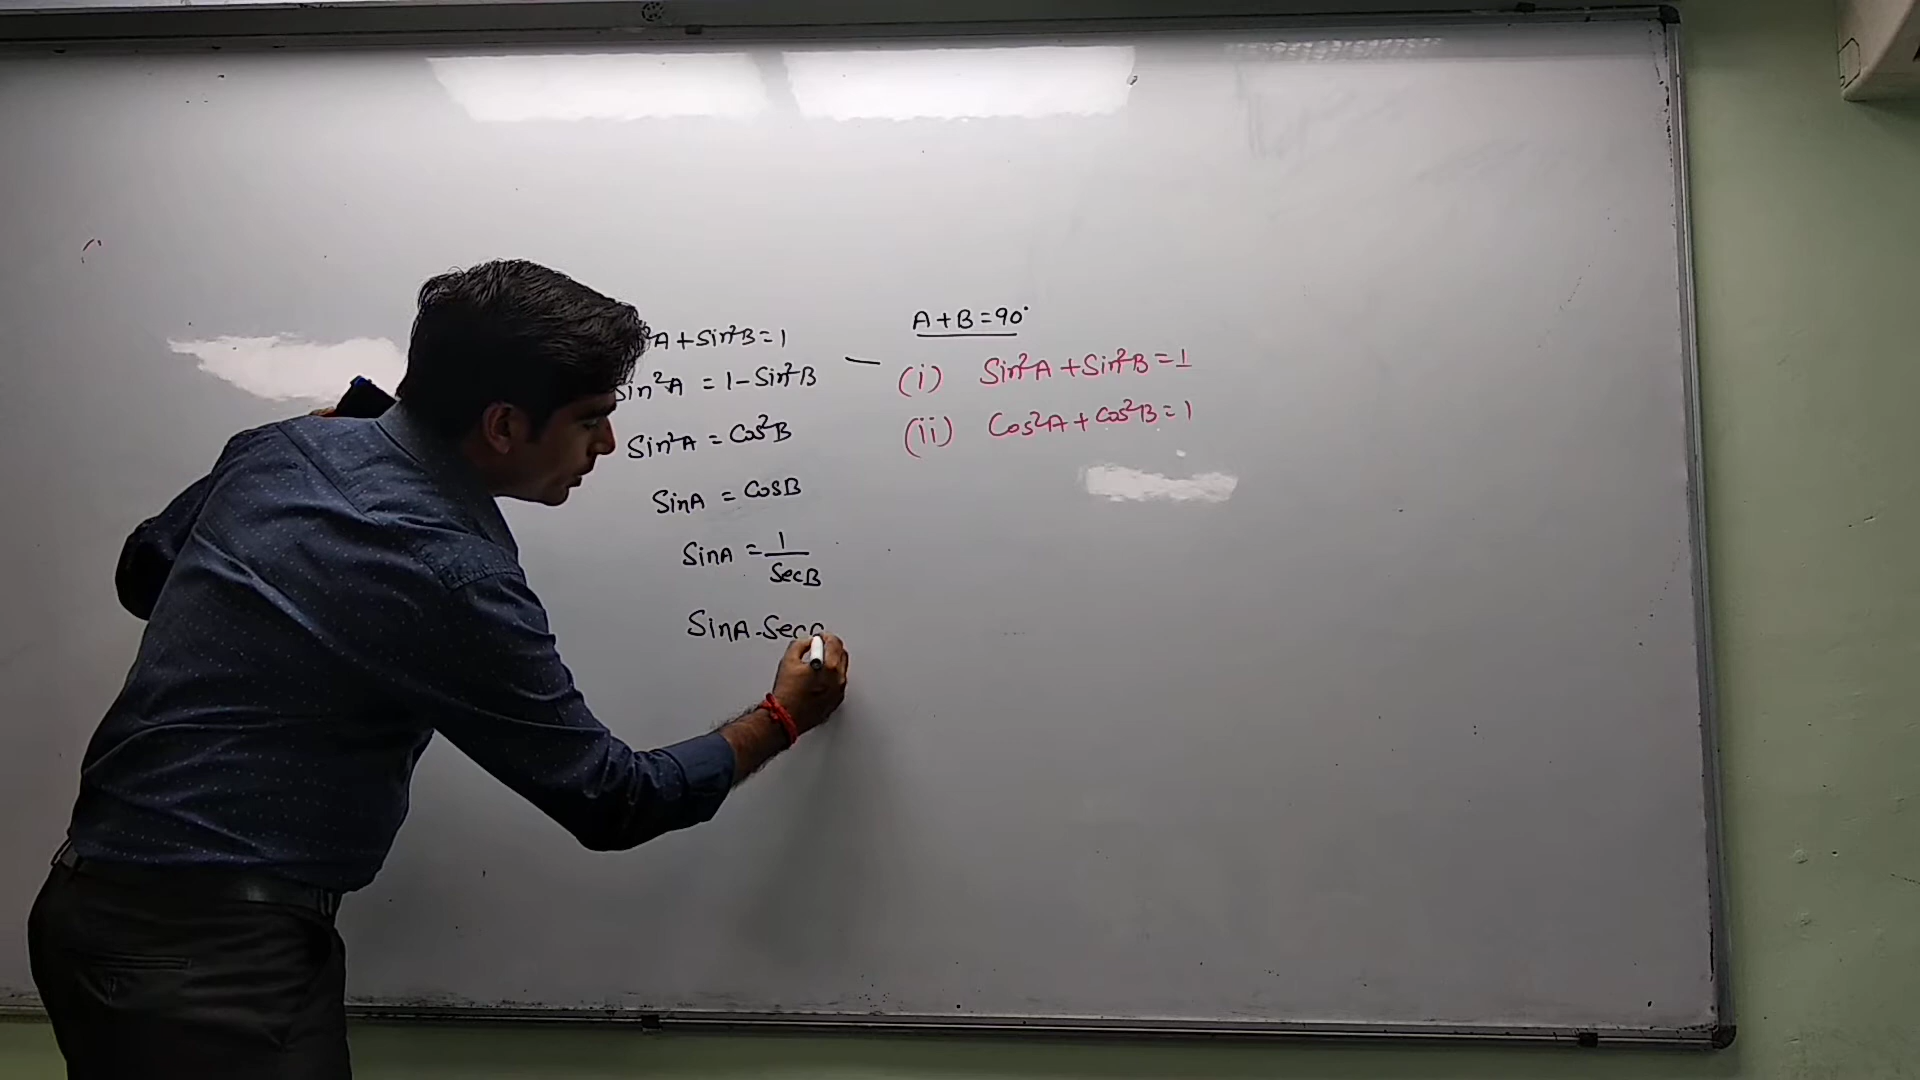 ²A + Sin²B = 1
Sin²A = 1 - Sin²B
Sin²A = Cos²B
SinA = CosB
SinA = 1/SecB
SinA . Sec
A + B = 90°
(i) Sin²A + Sin²B = 1
(ii) Cos²A + Cos²B = 1